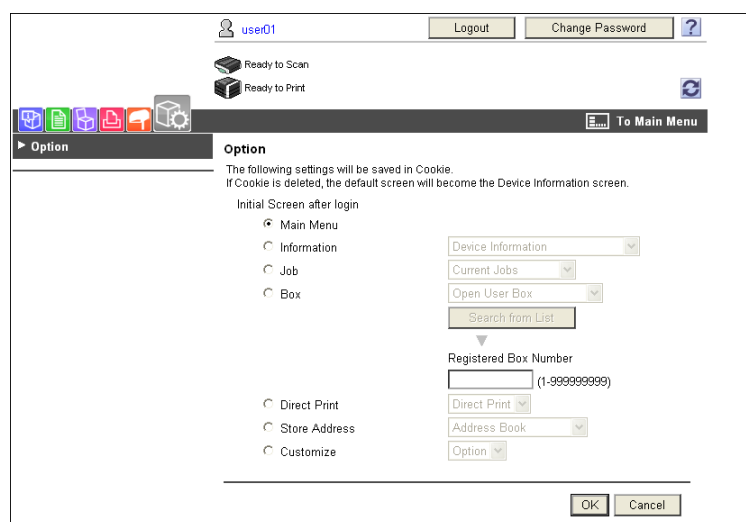 user01 Logout Change Password ?
Ready to Scan
Ready to Print
To Main Menu
Option
Option
The following settings will be saved in Cookie.
If Cookie is deleted, the default screen will become the Device Information screen.
Initial Screen after login
Main Menu
Information Device Information
Job Current Jobs
Box Open User Box
Search from List
Registered Box Number
(1-999999999)
Direct Print Direct Print
Store Address Address Book
Customize Option
OK Cancel